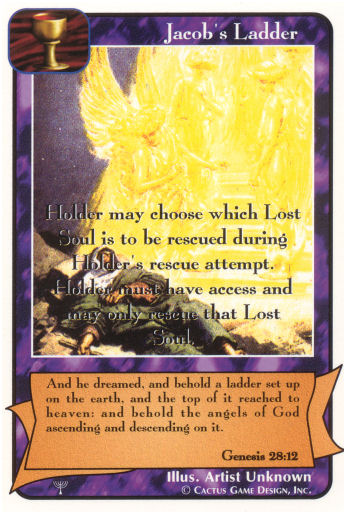 Jacob's Ladder
Holder may choose which Lost
Soul is to be rescued during
Holder's rescue attempt.
Holder must have access and
may only rescue that Lost
Soul.
And he dreamed, and behold a ladder set up
on the earth, and the top of it reached to
heaven: and behold the angels of God
ascending and descending on it.
Genesis 28:12
Illus. Artist Unknown
© Cactus Game Design, Inc.